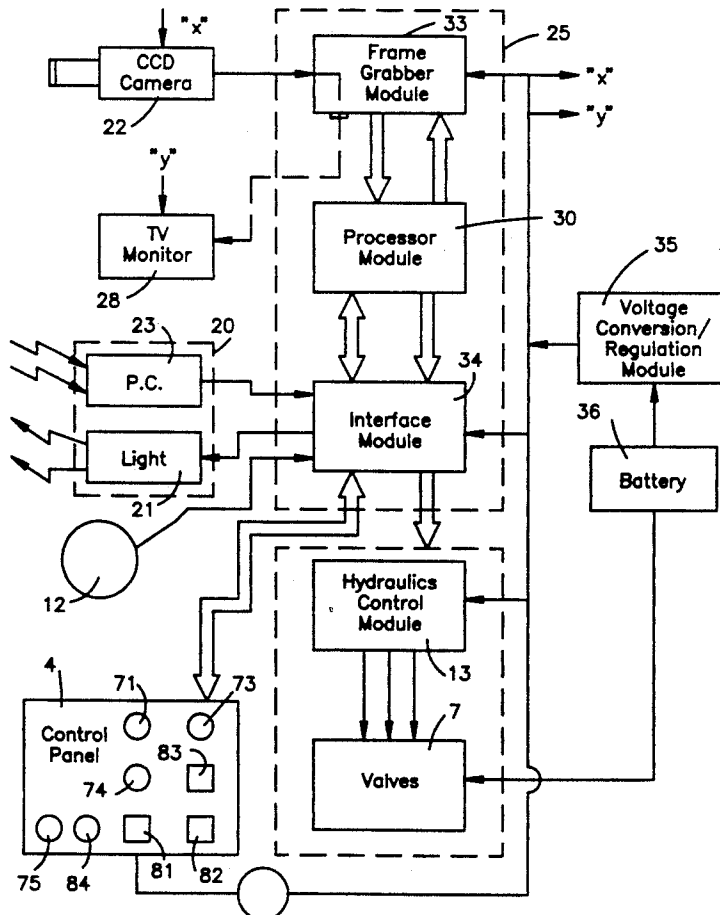 "x"
33
25
CCD
Camera
22
Frame
Grabber
Module
"x"
"y"
"y"
TV
Monitor
28
Processor
Module
30
35
Voltage
Conversion/
Regulation
Module
23
20
P.C.
34
Interface
Module
36
Battery
Light
21
12
Hydraulics
Control
Module
13
4
71
73
Control
Panel
83
74
7
Valves
75
84
81
82